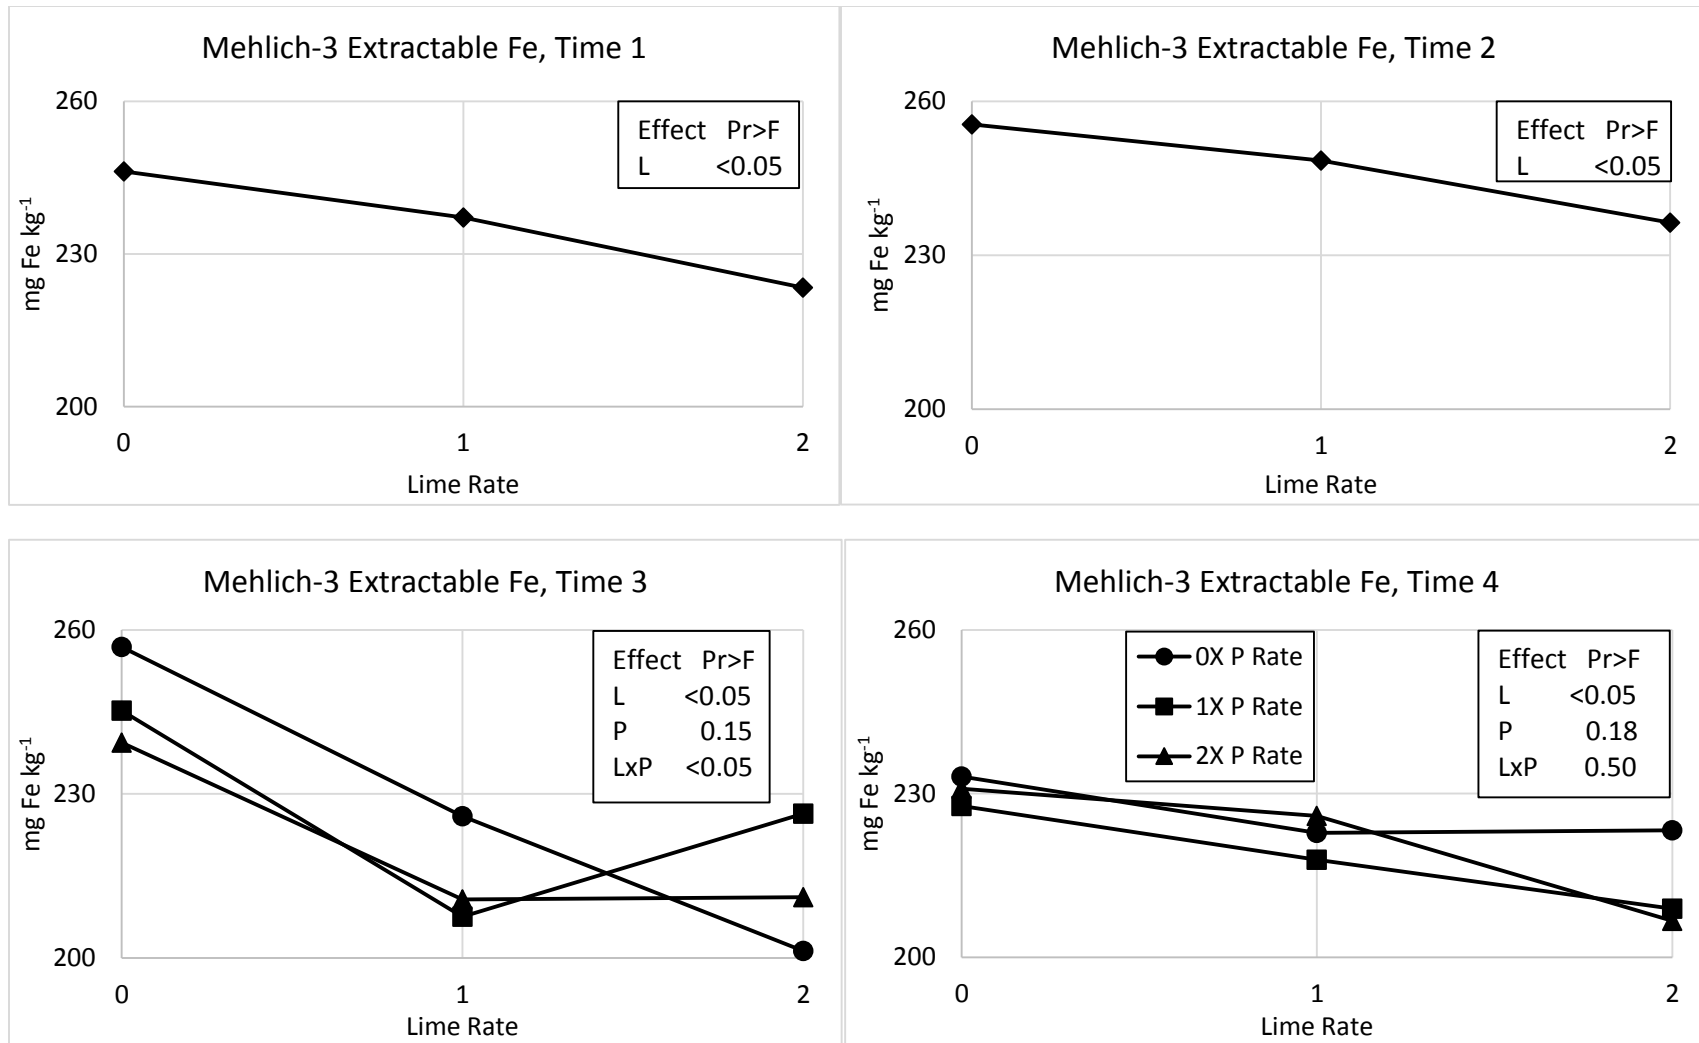 Mehlich-3 Extractable Fe, Time 1
260
230
200
mg Fe kg-1
Effect Pr>F
L <0.05
0 1 2
Lime Rate
Mehlich-3 Extractable Fe, Time 2
260
230
200
mg Fe kg-1
Effect Pr>F
L <0.05
0 1 2
Lime Rate
Mehlich-3 Extractable Fe, Time 3
260
230
200
mg Fe kg-1
Effect Pr>F
L <0.05
P 0.15
LxP <0.05
0 1 2
Lime Rate
Mehlich-3 Extractable Fe, Time 4
260
230
200
mg Fe kg-1
0X P Rate
1X P Rate
2X P Rate
Effect Pr>F
L <0.05
P 0.18
LxP 0.50
0 1 2
Lime Rate